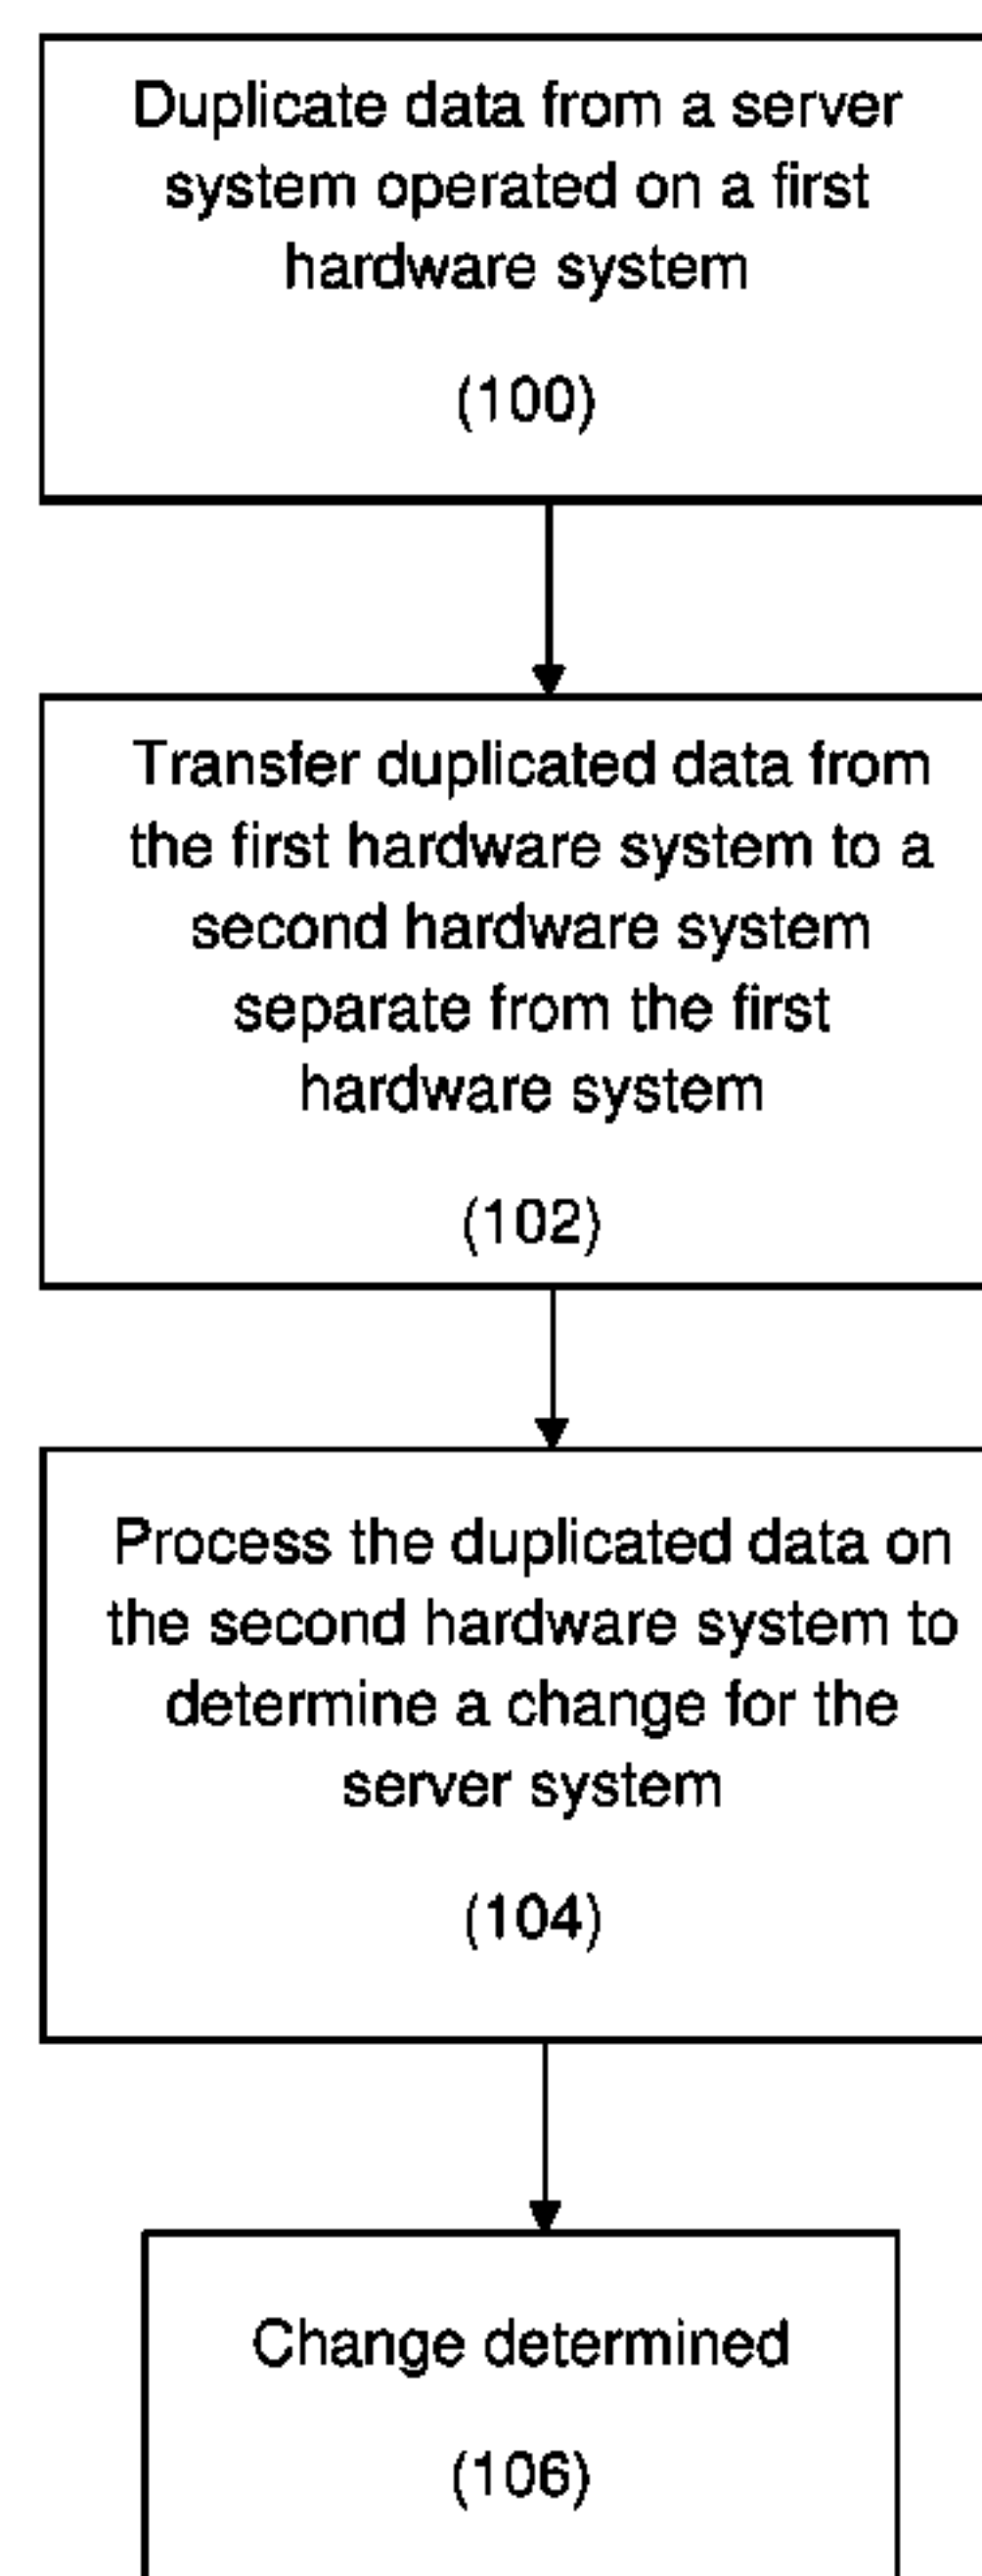 Duplicate data from a server
system operated on a first
hardware system
(100)
Transfer duplicated data from
the first hardware system to a
second hardware system
separate from the first
hardware system
(102)
Process the duplicated data on
the second hardware system to
determine a change for the
server system
(104)
Change determined
(106)